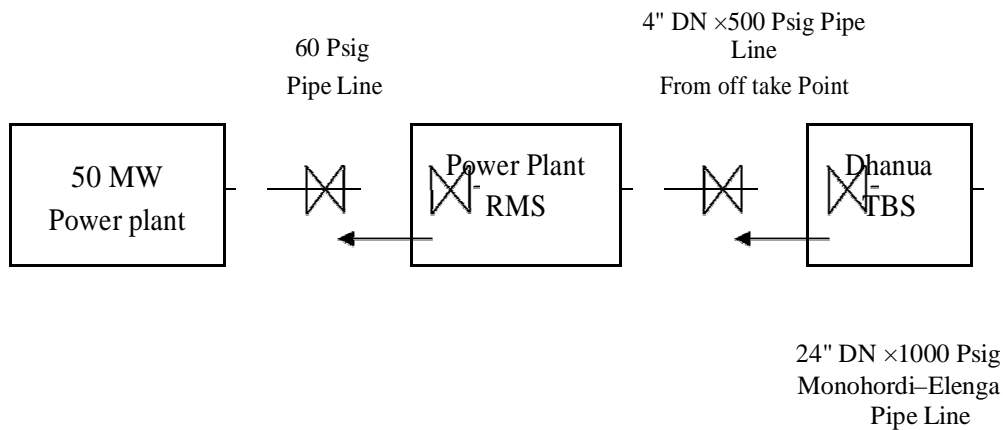 4" DN ×500 Psig Pipe
Line
From off take Point
60 Psig
Pipe Line
50 MW
Power plant
Power Plant
RMS
Dhanua
TBS
24" DN ×1000 Psig
Monohordi–Elenga
Pipe Line